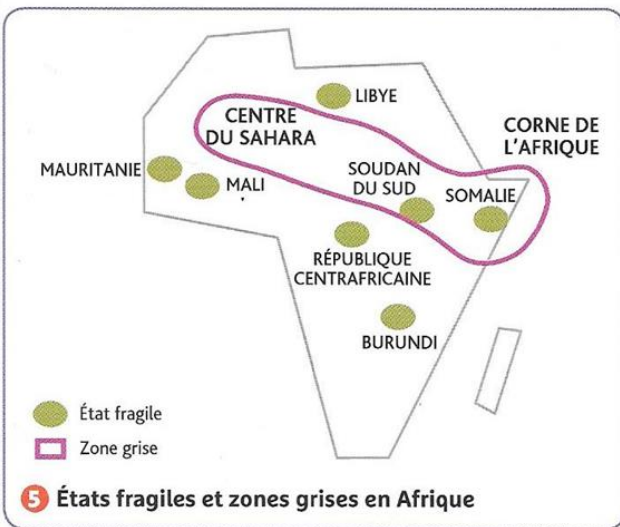 LIBYE
CENTRE
DU SAHARA
CORNE DE
L'AFRIQUE
MAURITANIE
MALI
SOUDAN
DU SUD
SOMALIE
RÉPUBLIQUE
CENTRAFRICAINE
BURUNDI
État fragile
Zone grise
5 États fragiles et zones grises en Afrique